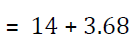 = 14 + 3.68